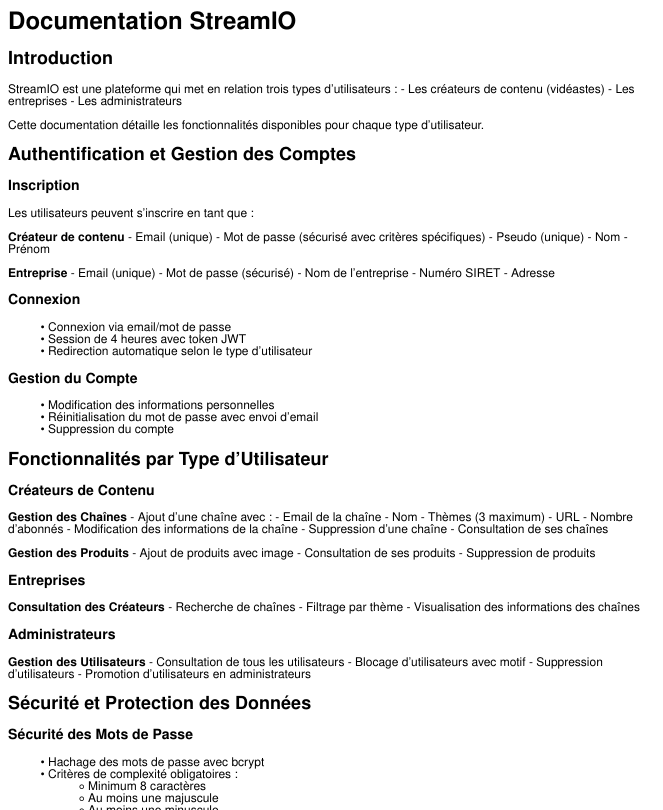 Documentation StreamIO
Introduction
StreamIO est une plateforme qui met en relation trois types d'utilisateurs : - Les créateurs de contenu (vidéastes) - Les
entreprises - Les administrateurs
Cette documentation détaille les fonctionnalités disponibles pour chaque type d'utilisateur.
Authentification et Gestion des Comptes
Inscription
Les utilisateurs peuvent s'inscrire en tant que :
Créateur de contenu - Email (unique) - Mot de passe (sécurisé avec critères spécifiques) - Pseudo (unique) - Nom -
Prénom
Entreprise - Email (unique) - Mot de passe (sécurisé) - Nom de l'entreprise - Numéro SIRET - Adresse
Connexion
• Connexion via email/mot de passe
• Session de 4 heures avec token JWT
• Redirection automatique selon le type d'utilisateur
Gestion du Compte
• Modification des informations personnelles
• Réinitialisation du mot de passe avec envoi d'email
• Suppression du compte
Fonctionnalités par Type d'Utilisateur
Créateurs de Contenu
Gestion des Chaînes - Ajout d'une chaîne avec : - Email de la chaîne - Nom - Thèmes (3 maximum) - URL - Nombre
d'abonnés - Modification des informations de la chaîne - Suppression d'une chaîne - Consultation de ses chaînes
Gestion des Produits - Ajout de produits avec image - Consultation de ses produits - Suppression de produits
Entreprises
Consultation des Créateurs - Recherche de chaînes - Filtrage par thème - Visualisation des informations des chaînes
Administrateurs
Gestion des Utilisateurs - Consultation de tous les utilisateurs - Blocage d'utilisateurs avec motif - Suppression
d'utilisateurs - Promotion d'utilisateurs en administrateurs
Sécurité et Protection des Données
Sécurité des Mots de Passe
• Hachage des mots de passe avec bcrypt
• Critères de complexité obligatoires :
◦ Minimum 8 caractères
◦ Au moins une majuscule
◦ Au moins une minuscule